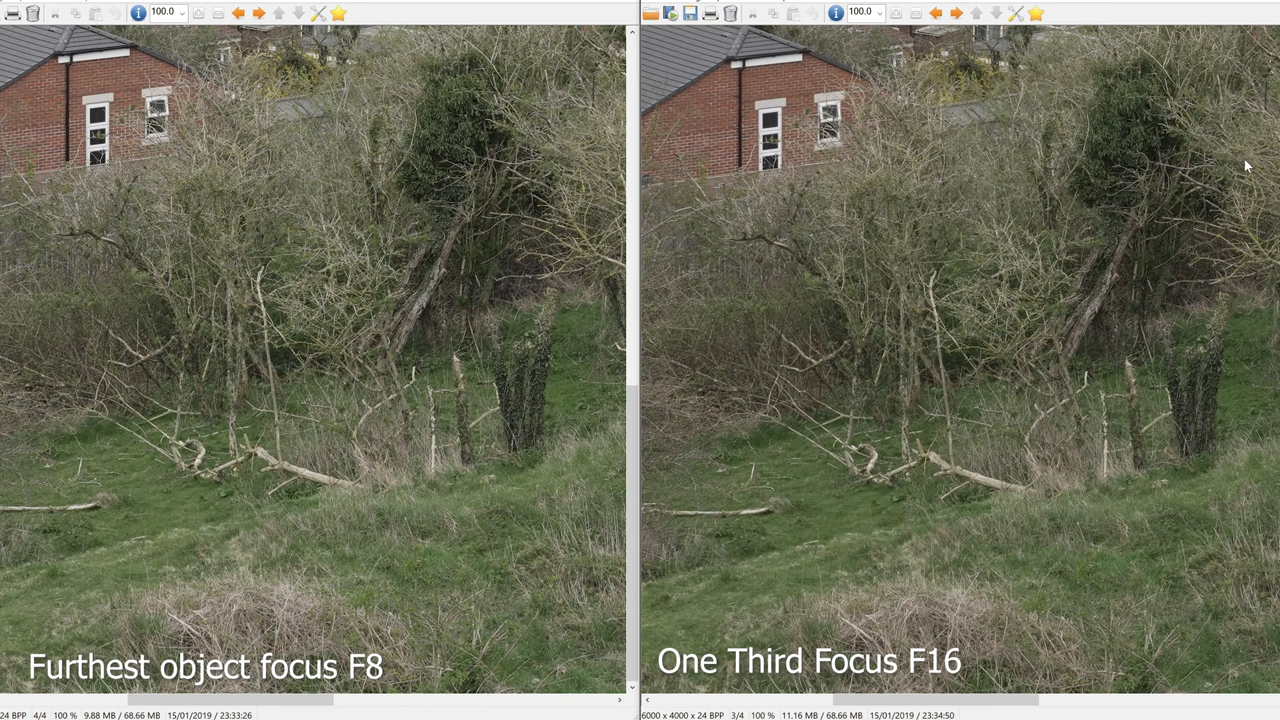 100.0
100.0
Furthest object focus F8
One Third Focus F16
24 BPP 4/4 100 % 9.88 MB / 68.66 MB 15/01/2019 / 23:33:26
6000 x 4000 x 24 BPP 3/4 100 % 11.16 MB / 68.66 MB 15/01/2019 / 23:34:50